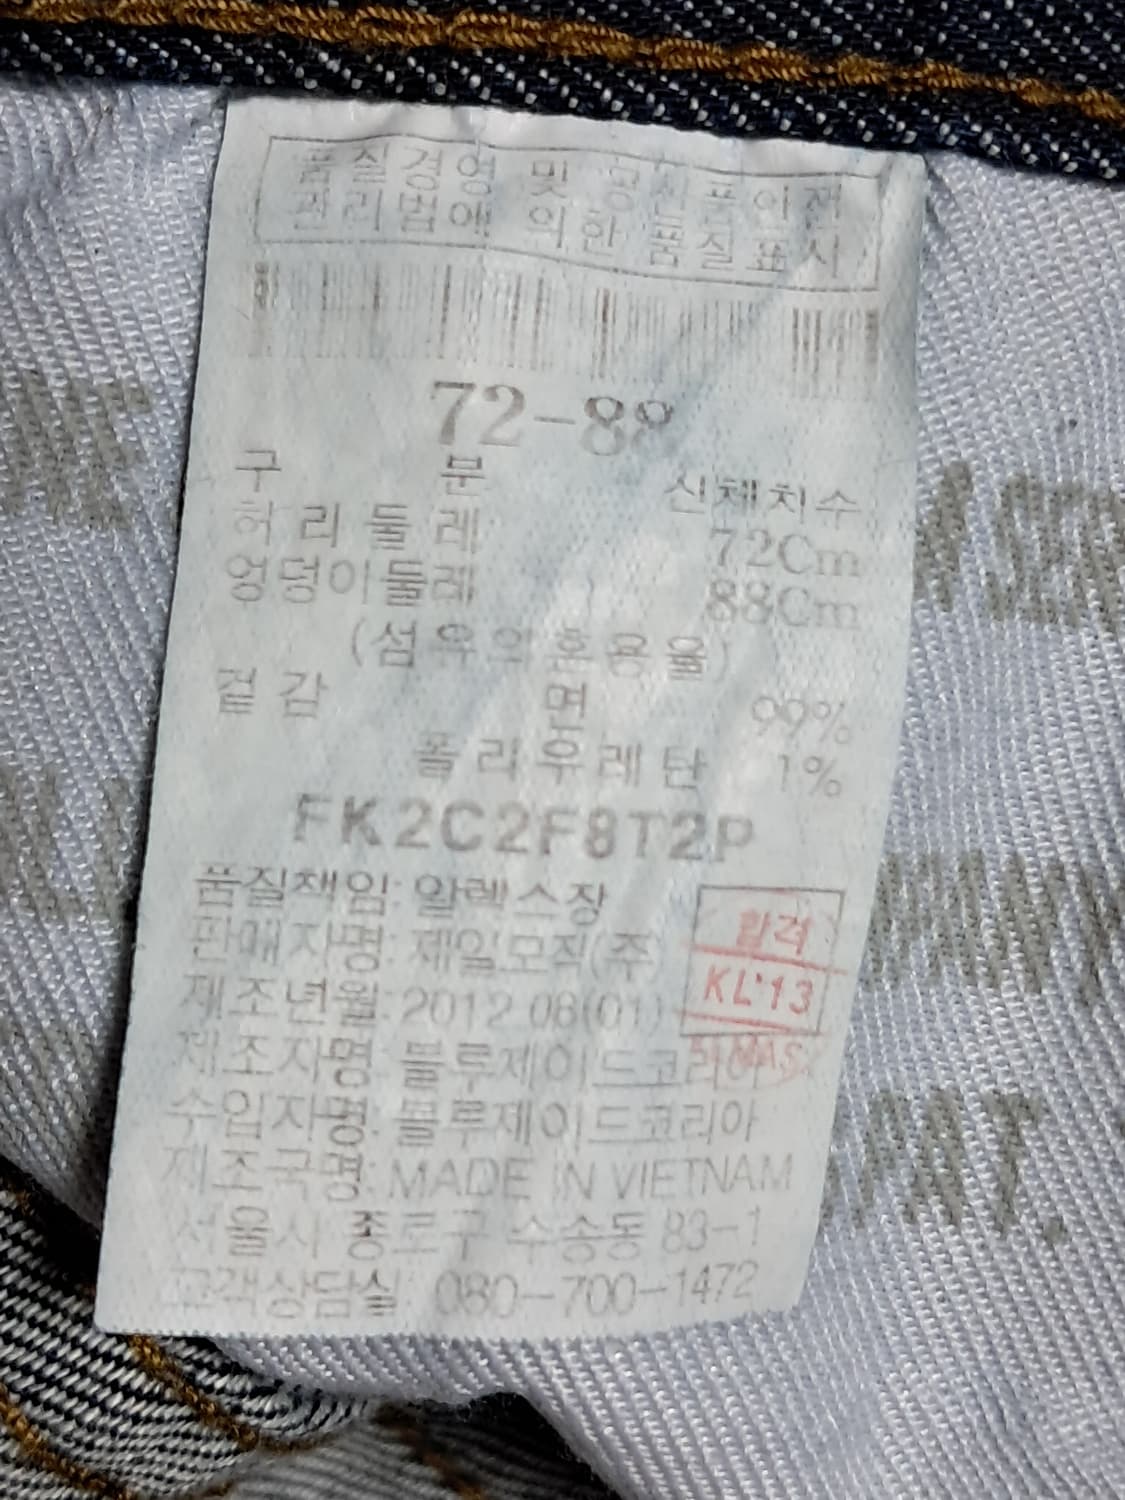 품질경영 및 공산품안전
관리법에 의한 품질표시
72-88
구 분 신체치수
허리둘레 72Cm
엉덩이둘레 88Cm
(섬유의혼용율)
겉감 면 99%
폴리우레탄 1%
FK2C2F8T2P
품질책임: 알렉스장
판매자명: 제일모직(주)
합격
KL'13
제조년월: 2012 08(01)
제조자명: 블루제이드코리아
수입자명: 블루제이드코리아
제조국명: MADE IN VIETNAM
서울시 종로구 수송동 83-1
고객상담실: 080-700-1472